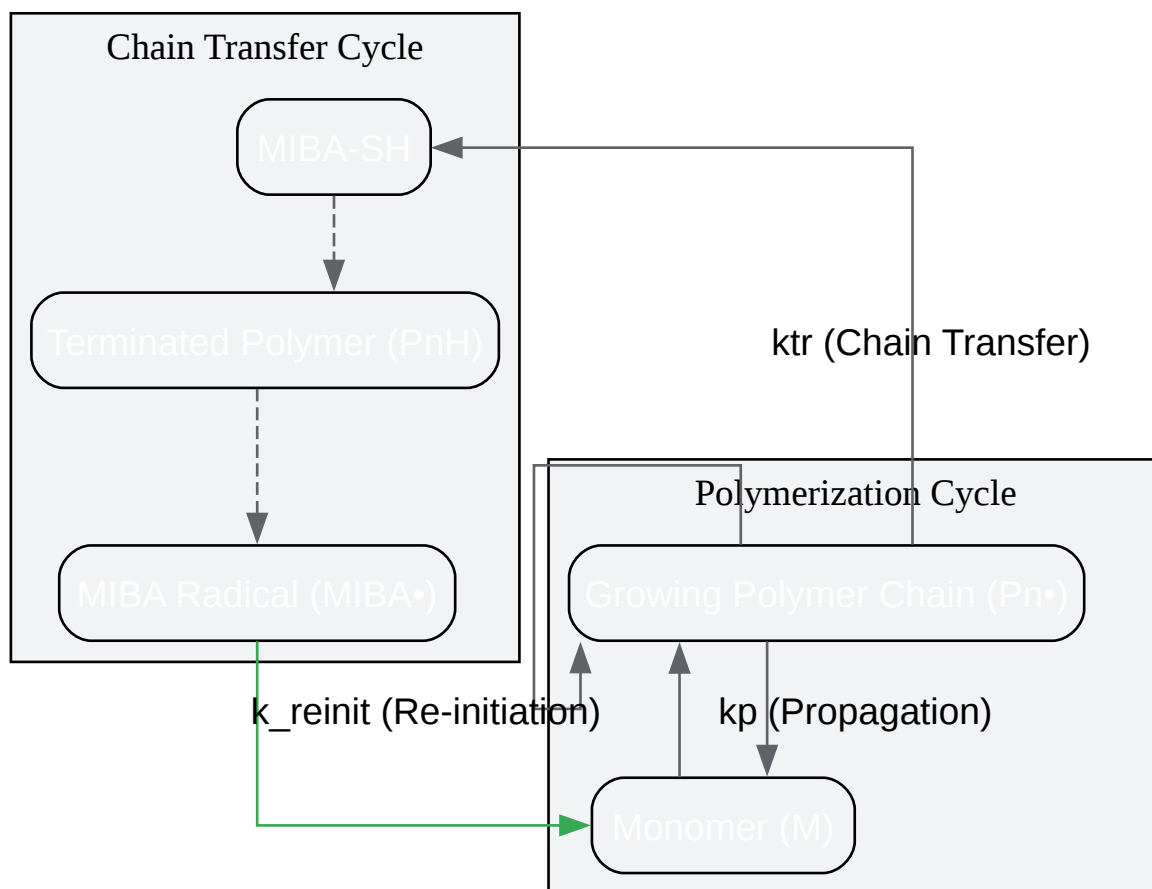 Chain Transfer Cycle
MIBA-SH
Terminated Polymer (PnH)
ktr (Chain Transfer)
Polymerization Cycle
MIBA Radical (MIBA•)
Growing Polymer Chain (Pn•)
k_reinit (Re-initiation)
kp (Propagation)
Monomer (M)